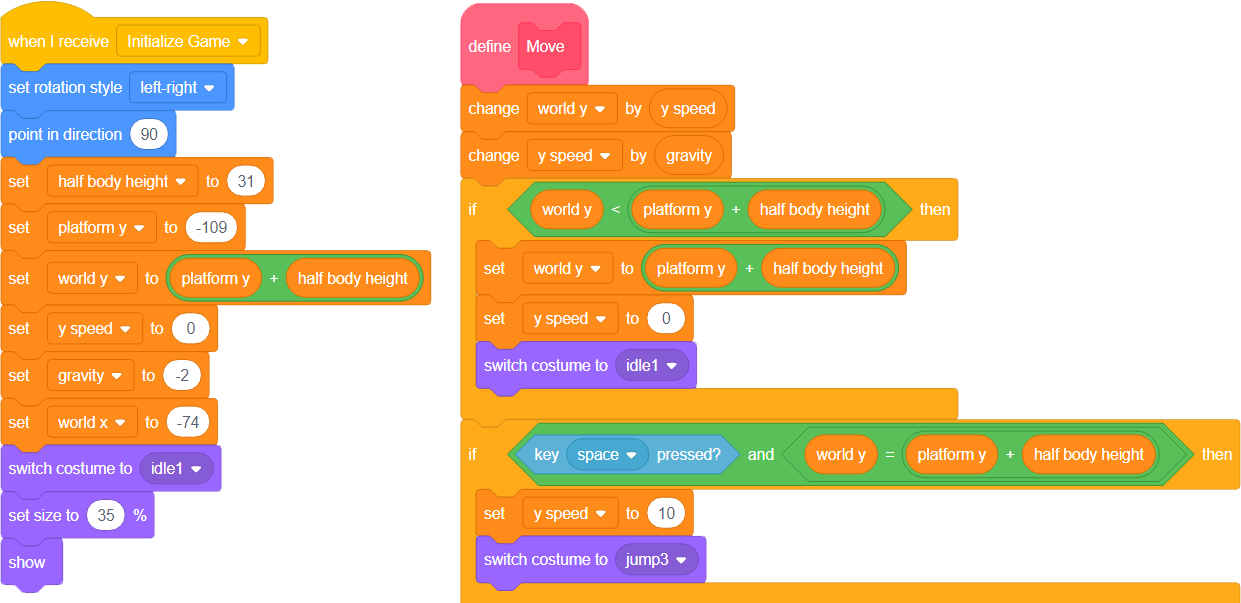 when I receive Initialize Game
set rotation style left-right
point in direction 90
set half body height to 31
set platform y to -109
set world y to platform y + half body height
set y speed to 0
set gravity to -2
set world x to -74
switch costume to idle1
set size to 35 %
show
define Move
change world y by y speed
change y speed by gravity
if world y < platform y + half body height then
set world y to platform y + half body height
set y speed to 0
switch costume to idle1
if key space pressed? and world y = platform y + half body height then
set y speed to 10
switch costume to jump3